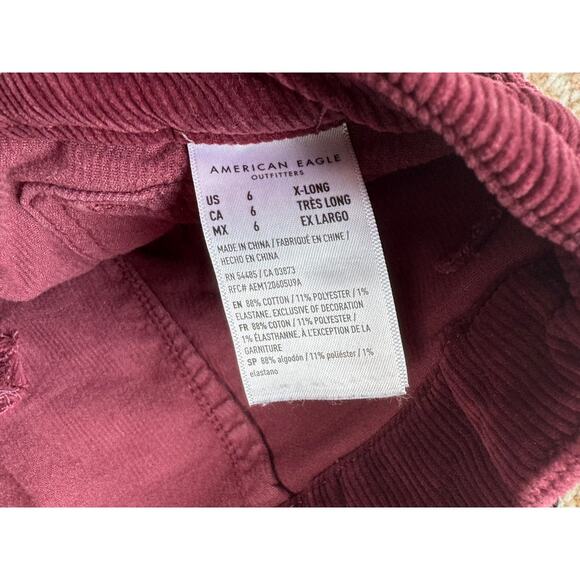 AMERICAN EAGLE
OUTFITTERS
US 6 X-LONG
CA 6 TRÈS LONG
MX 6 EX LARGO
MADE IN CHINA / FABRIQUÉ EN CHINE /
HECHO EN CHINA
RN 54485 / CA 03873
RFC# AEM120605U9A
EN 88% COTTON / 11% POLYESTER / 1%
ELASTANE, EXCLUSIVE OF DECORATION
FR 88% COTON / 11% POLYESTER /
1% ÉLASTHANNE, À L'EXCEPTION DE LA
GARNITURE
SP 88% algodón / 11% poliéster / 1%
elastano